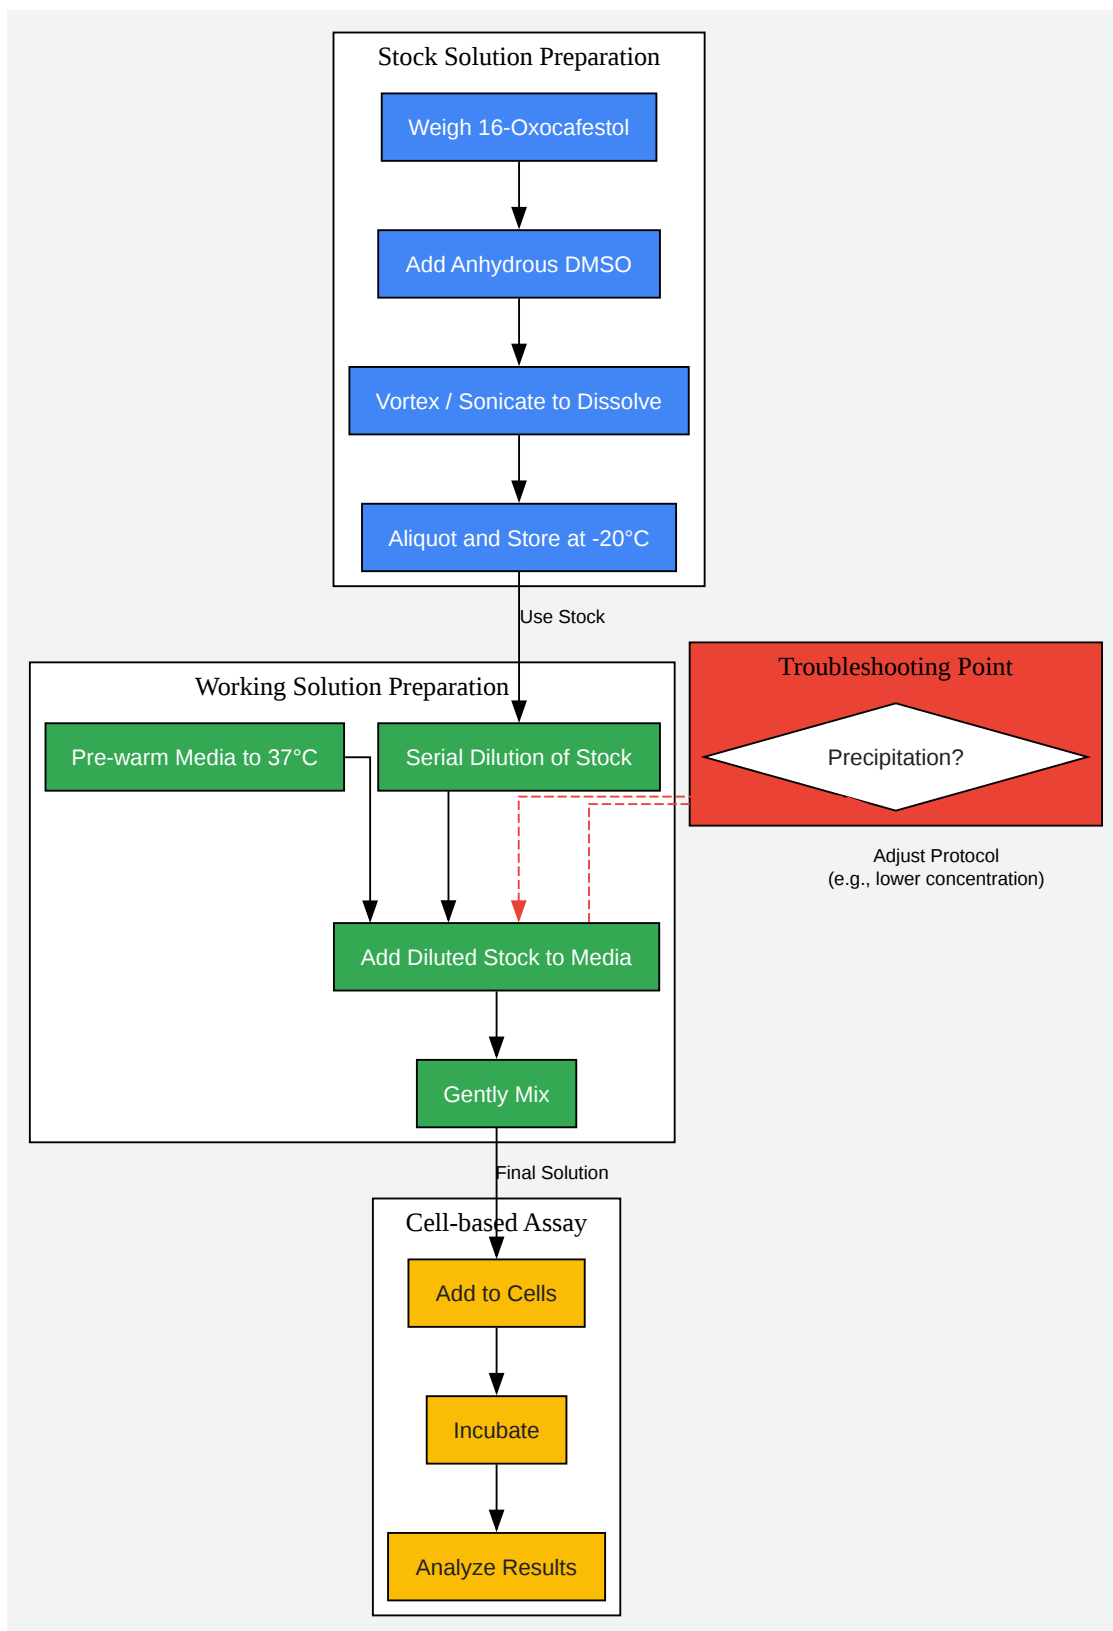 Stock Solution Preparation
Weigh 16-Oxocafestol
Add Anhydrous DMSO
Vortex / Sonicate to Dissolve
Aliquot and Store at -20°C
Use Stock
Working Solution Preparation
Pre-warm Media to 37°C
Serial Dilution of Stock
Troubleshooting Point
Precipitation?
Adjust Protocol
(e.g., lower concentration)
Add Diluted Stock to Media
Gently Mix
Final Solution
Cell-based Assay
Add to Cells
Incubate
Analyze Results